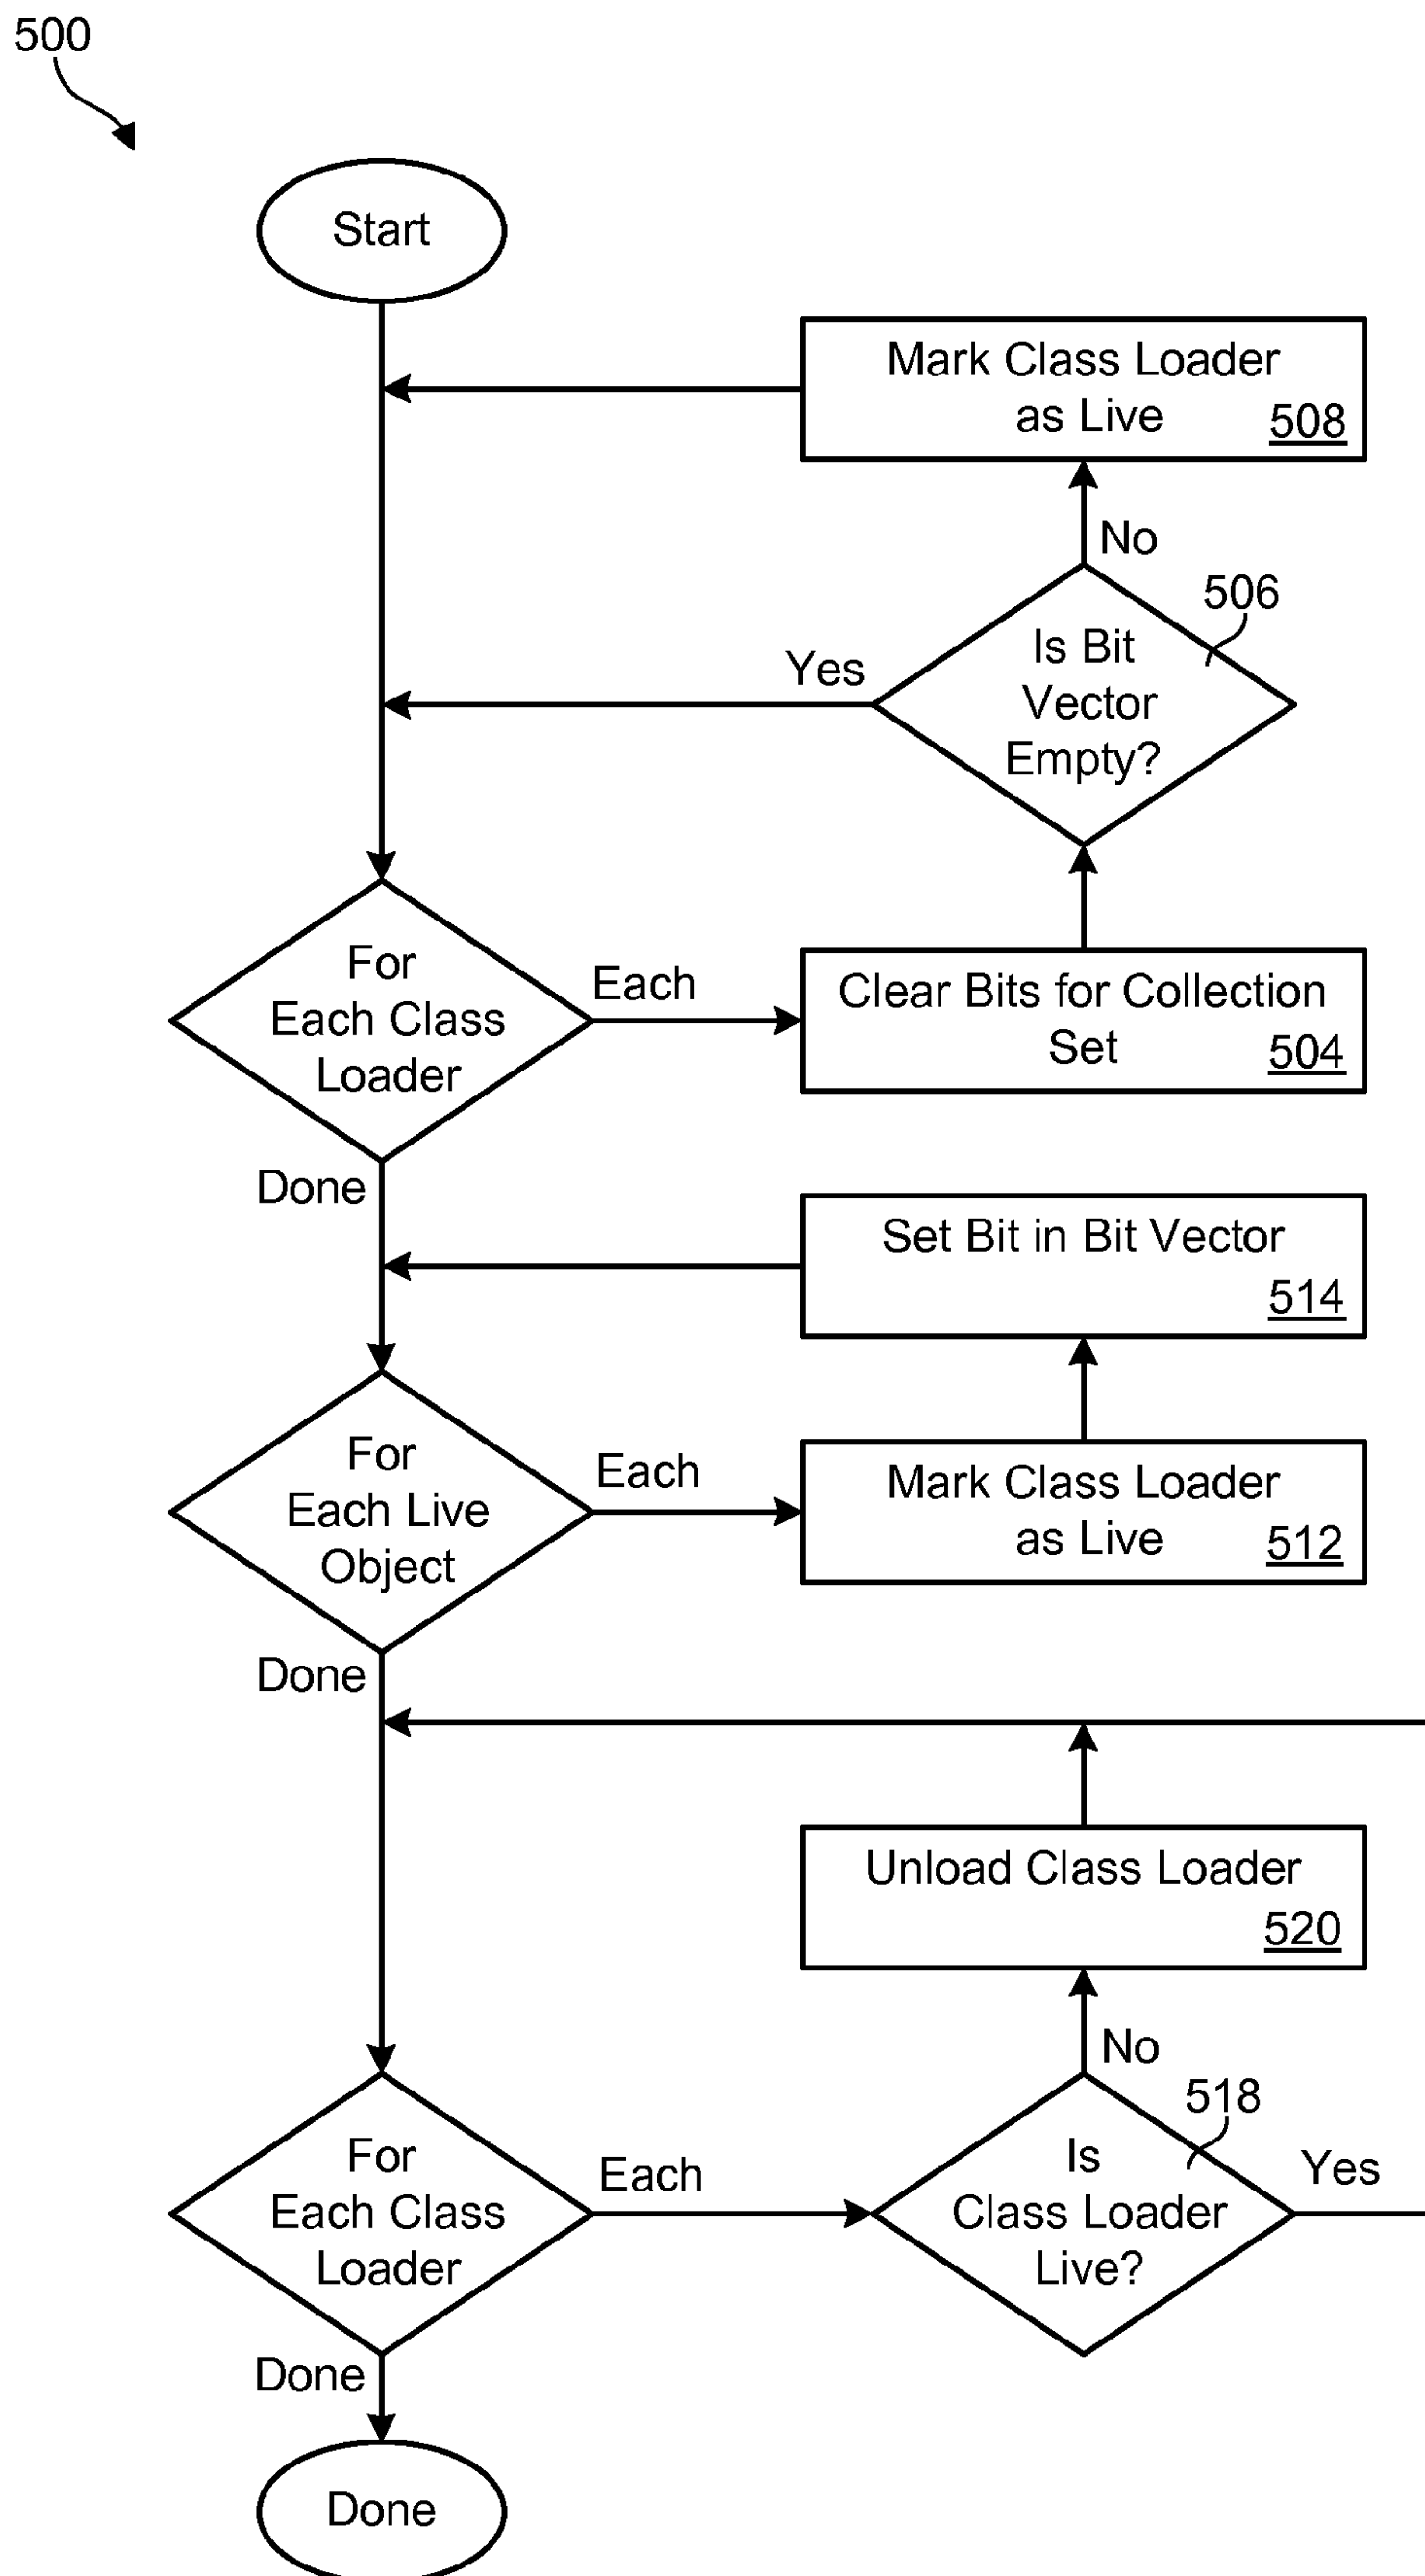 500
Start
Mark Class Loader
as Live
508
No
506
Is Bit
Vector
Empty?
Yes
For
Each Class
Loader
Each
Clear Bits for Collection
Set
504
Done
Set Bit in Bit Vector
514
For
Each Live
Object
Each
Mark Class Loader
as Live
512
Done
Unload Class Loader
520
No
518
For
Each Class
Loader
Each
Is
Class Loader
Live?
Yes
Done
Done